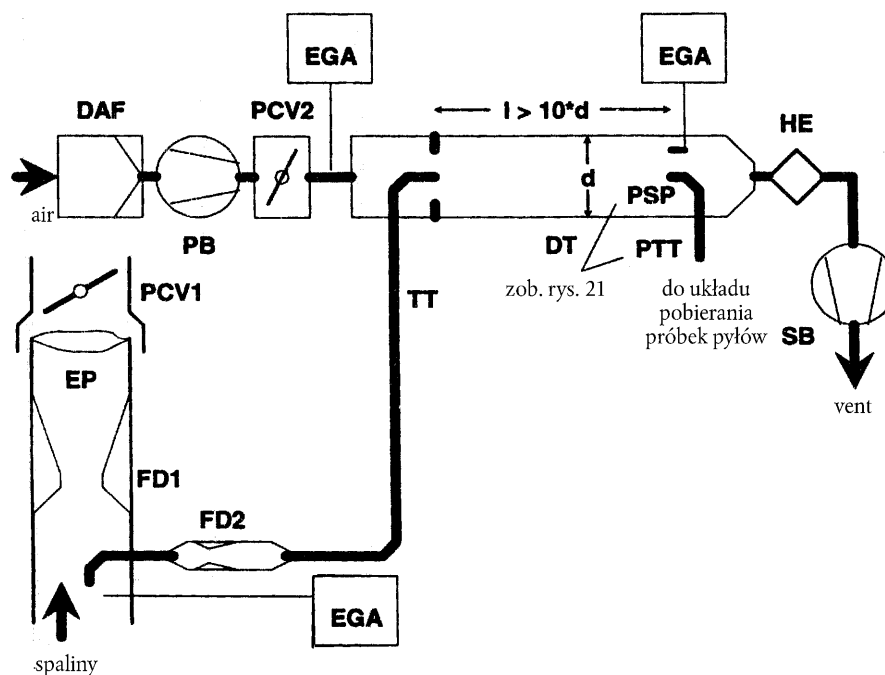 EGA
EGA
DAF
PCV2
l > 10*d
HE
air
PB
d
PSP
DT
PTT
PCV1
TT
zob. rys. 21
do układu
pobierania
próbek pyłów
SB
EP
vent
FD1
FD2
EGA
spaliny